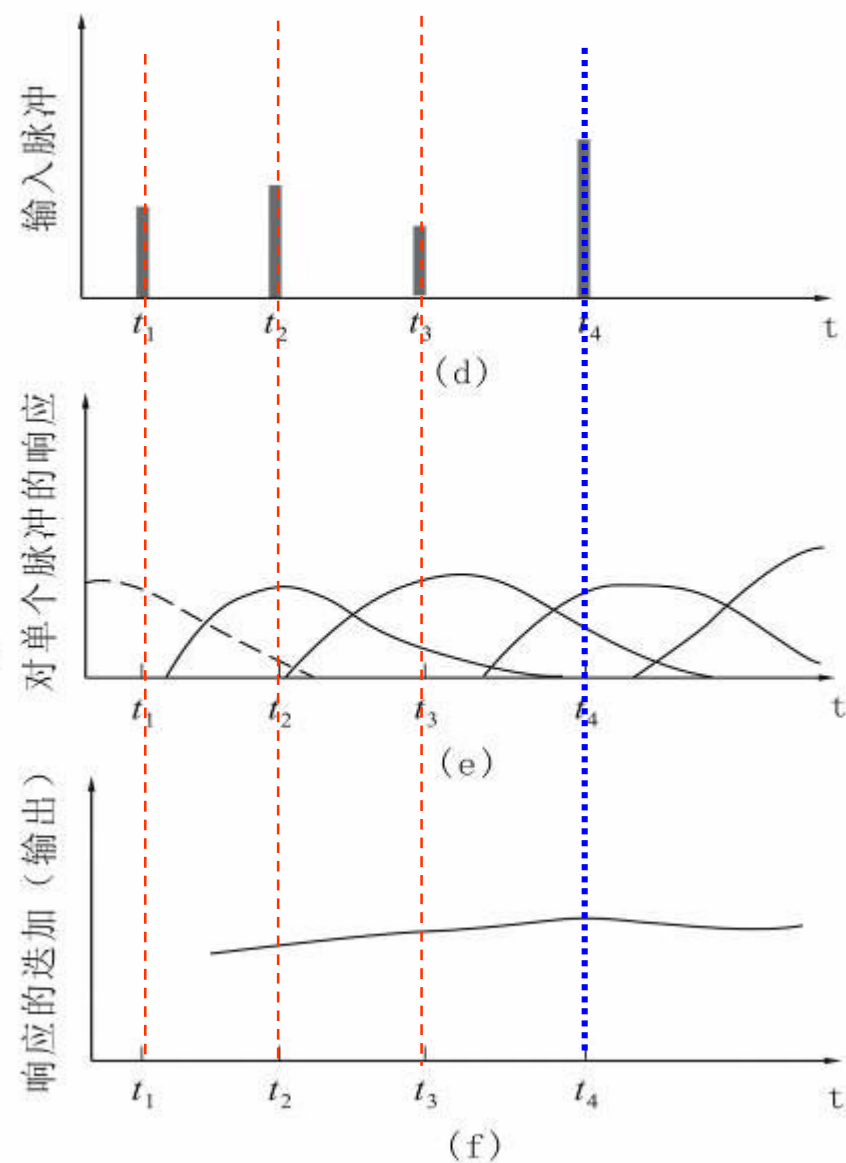 输入脉冲
t₁ t₂ t₃ t₄ t
(d)
对单个脉冲的响应
t₁ t₂ t₃ t₄ t
(e)
响应的迭加(输出)
t₁ t₂ t₃ t₄ t
(f)